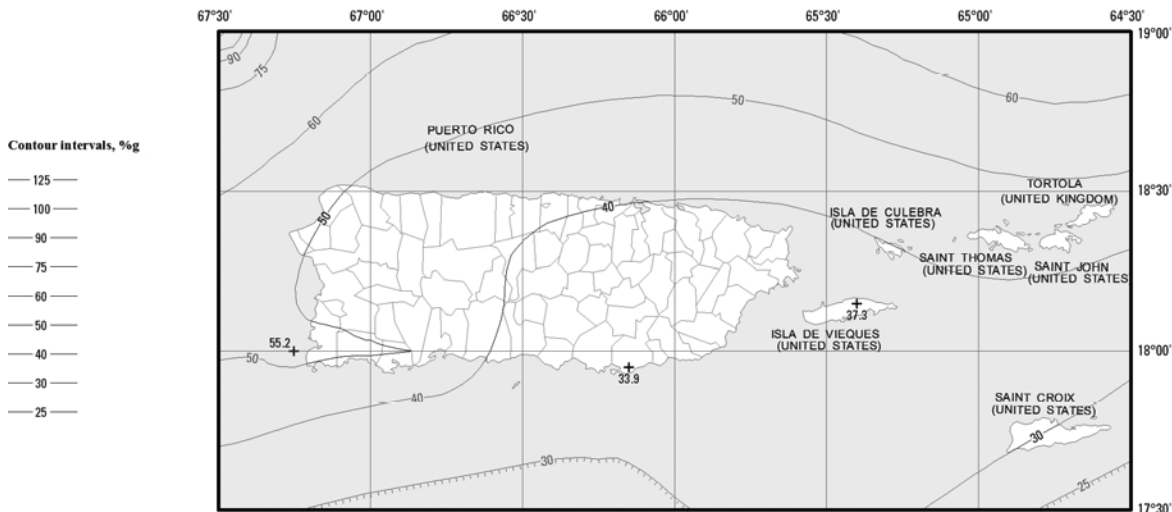 67°30' 67°00' 66°30' 66°00' 65°30' 65°00' 64°30'
19°00'
90
75
60
50
60
PUERTO RICO
(UNITED STATES)
Contour intervals, %g
125
100
90
75
60
50
40
30
25
18°30'
TORTOLA
(UNITED KINGDOM)
50
40
ISLA DE CULEBRA
(UNITED STATES)
SAINT THOMAS
(UNITED STATES)
SAINT JOHN
(UNITED STATES
37.3
ISLA DE VIEQUES
(UNITED STATES)
55.2
50
18°00'
33.9
40
SAINT CROIX
(UNITED STATES)
30
30
25
17°30'